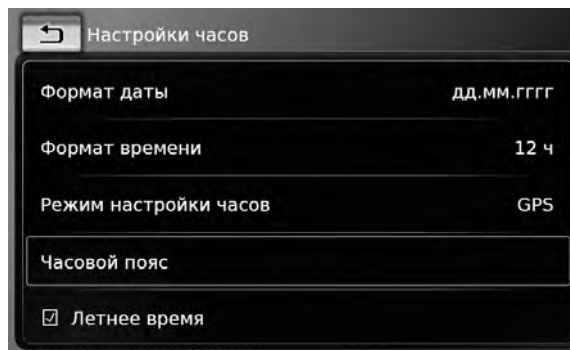 Настройки часов
Формат даты дд.мм.гггг
Формат времени 12 ч
Режим настройки часов GPS
Часовой пояс
Летнее время